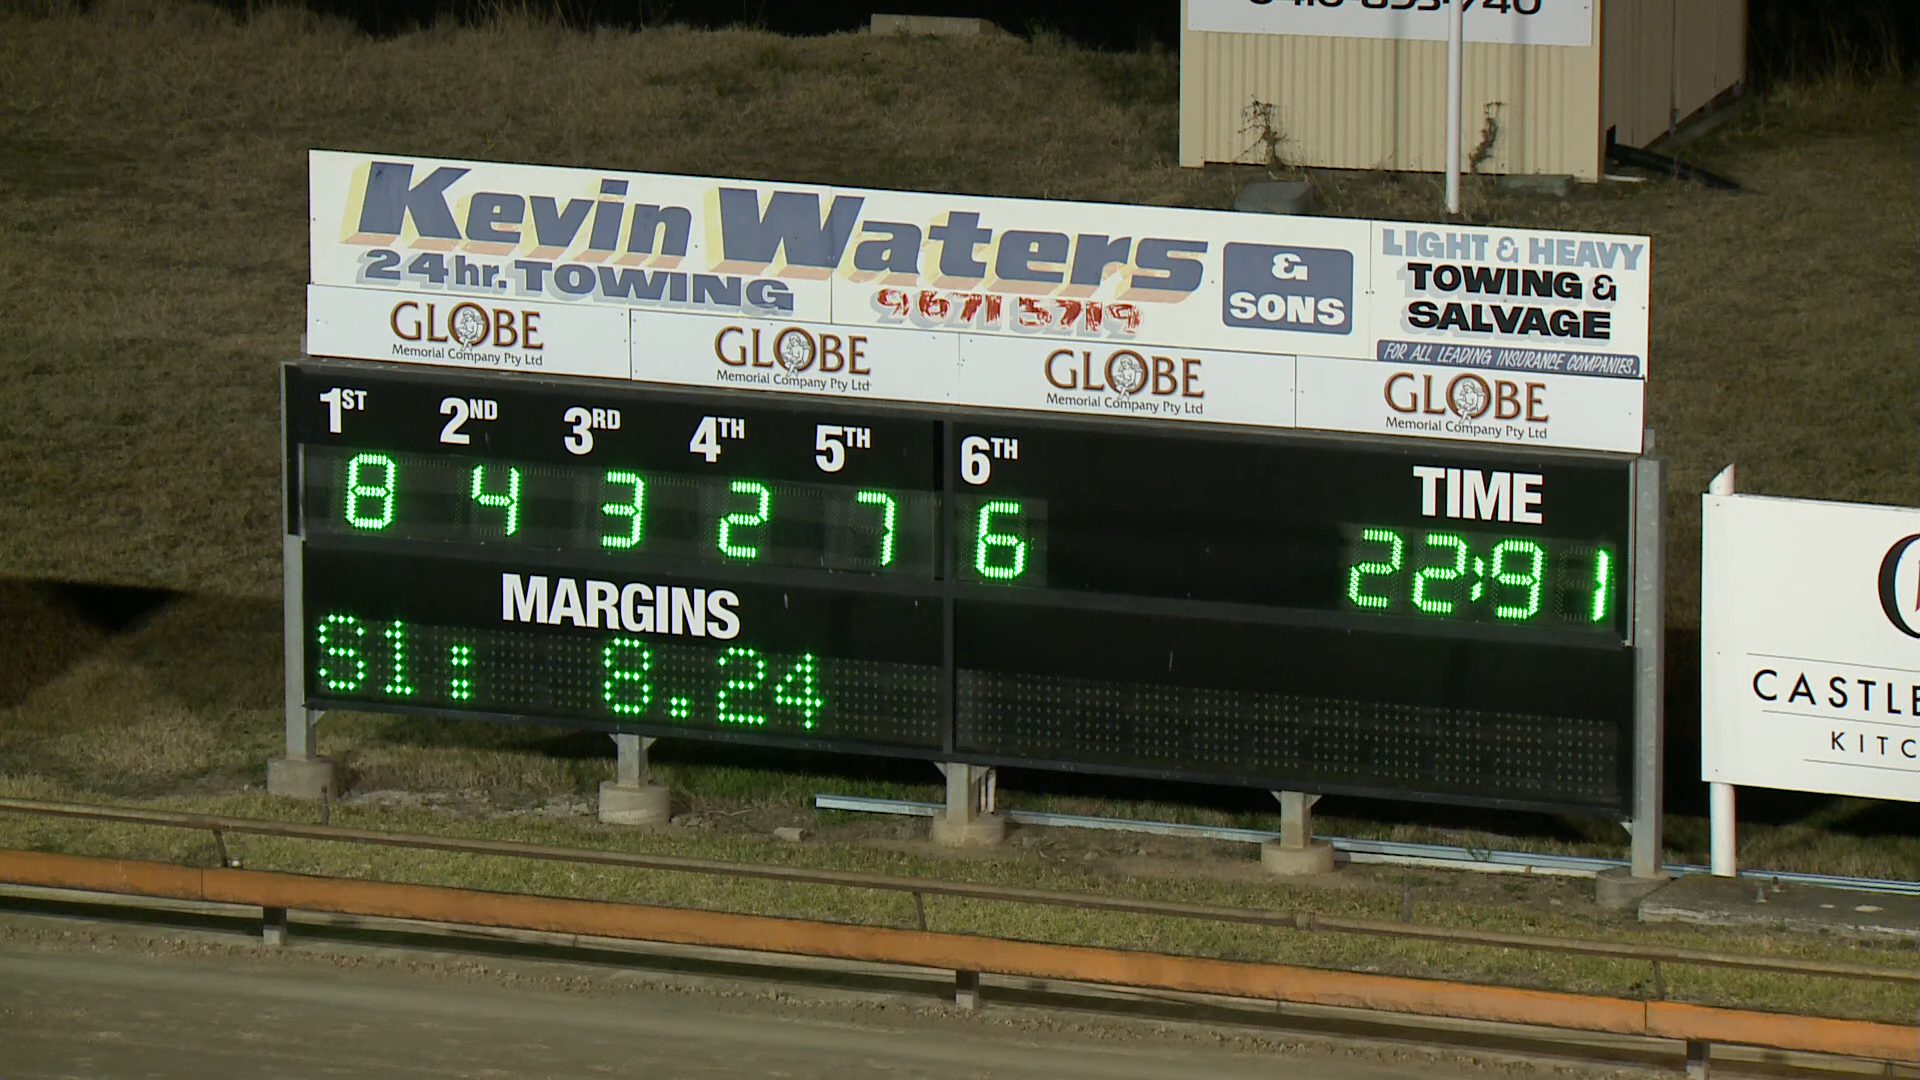 Kevin Waters & SONS
24hr. TOWING
9671 5719
LIGHT & HEAVY
TOWING &
SALVAGE
FOR ALL LEADING INSURANCE COMPANIES.
GLOBE
Memorial Company Pty Ltd
GLOBE
Memorial Company Pty Ltd
GLOBE
Memorial Company Pty Ltd
GLOBE
Memorial Company Pty Ltd
1ST 2ND 3RD 4TH 5TH 6TH
TIME
8 4 3 2 7 6 22:91
MARGINS
S1: 8.24
CASTLE
KITC